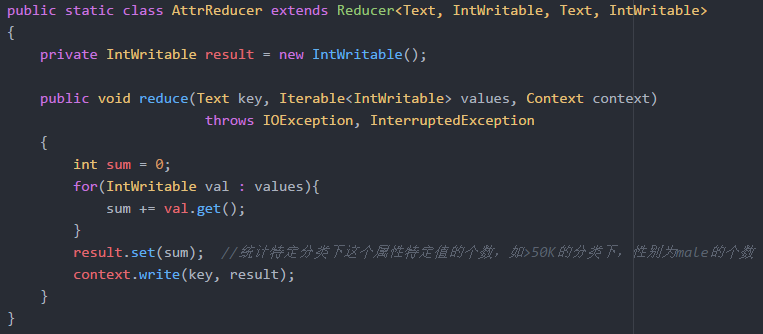 public static class AttrReducer extends Reducer<Text, IntWritable, Text, IntWritable>
{
    private IntWritable result = new IntWritable();

    public void reduce(Text key, Iterable<IntWritable> values, Context context)
                        throws IOException, InterruptedException
    {
        int sum = 0;
        for(IntWritable val : values){
            sum += val.get();
        }
        result.set(sum);  //统计特定分类下这个属性特定值的个数，如>50K的分类下，性别为male的个数
        context.write(key, result);
    }
}